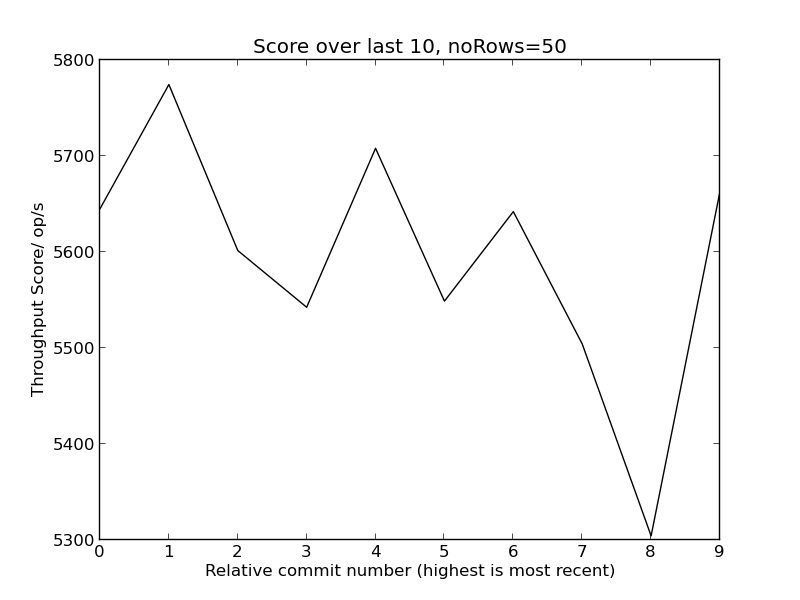 Score over last 10, noRows=50
5800
5700
5600
5500
5400
5300
Throughput Score/ op/s
0 1 2 3 4 5 6 7 8 9
Relative commit number (highest is most recent)